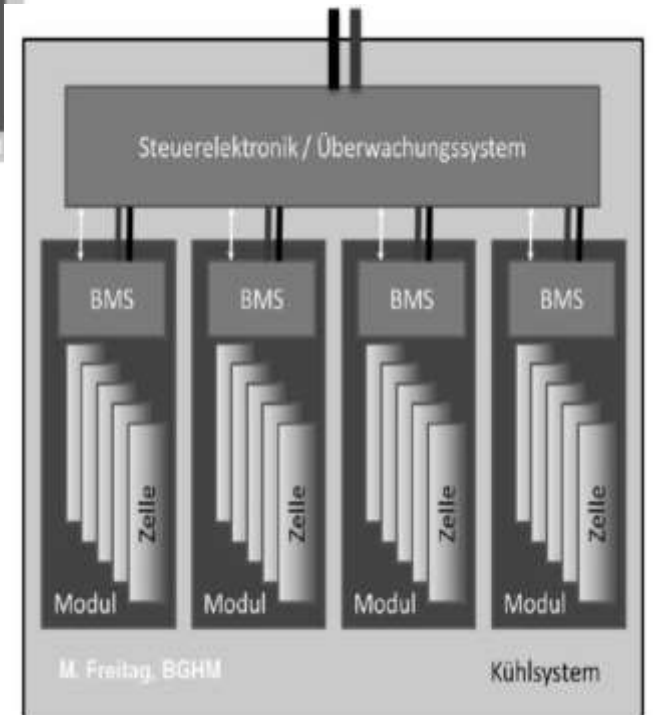 Steuerelektronik / Überwachungssystem
BMS BMS BMS BMS
Zelle Zelle Zelle Zelle
Modul Modul Modul Modul
M. Freitag, BGHM
Kühlsystem